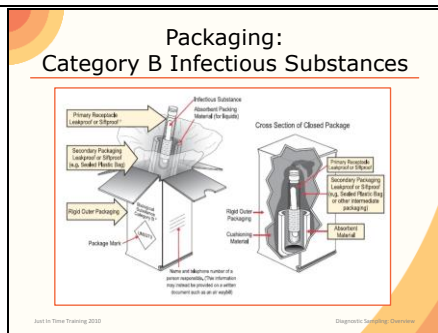 Packaging:
Category B Infectious Substances
Infectious Substance
Absorbent Packing
Material (for liquids)
Primary Receptacle
Leakproof or Siftproof
Cross Section of Closed Package
Secondary Packaging
Leakproof or Siftproof
(e.g. Sealed Plastic Bag)
Rigid Outer Packaging
Package Mark
Name and telephone number of a
person responsible. (This information
may instead be provided on a written
document such as an air waybill)
Primary Receptacle
Leakproof or Siftproof
Secondary Packaging
Leakproof or Siftproof
(e.g. Sealed Plastic Bag
or other intermediate
packaging)
Rigid Outer
Packaging
Cushioning
Material
Absorbent
Material
Just In Time Training 2010
Diagnostic Sampling: Overview